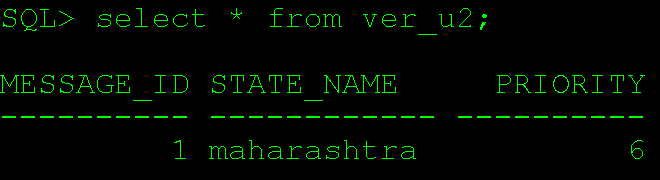 SQL> select * from ver_u2;
MESSAGE_ID STATE_NAME     PRIORITY
---------- ------------ ----------
         1 maharashtra           6